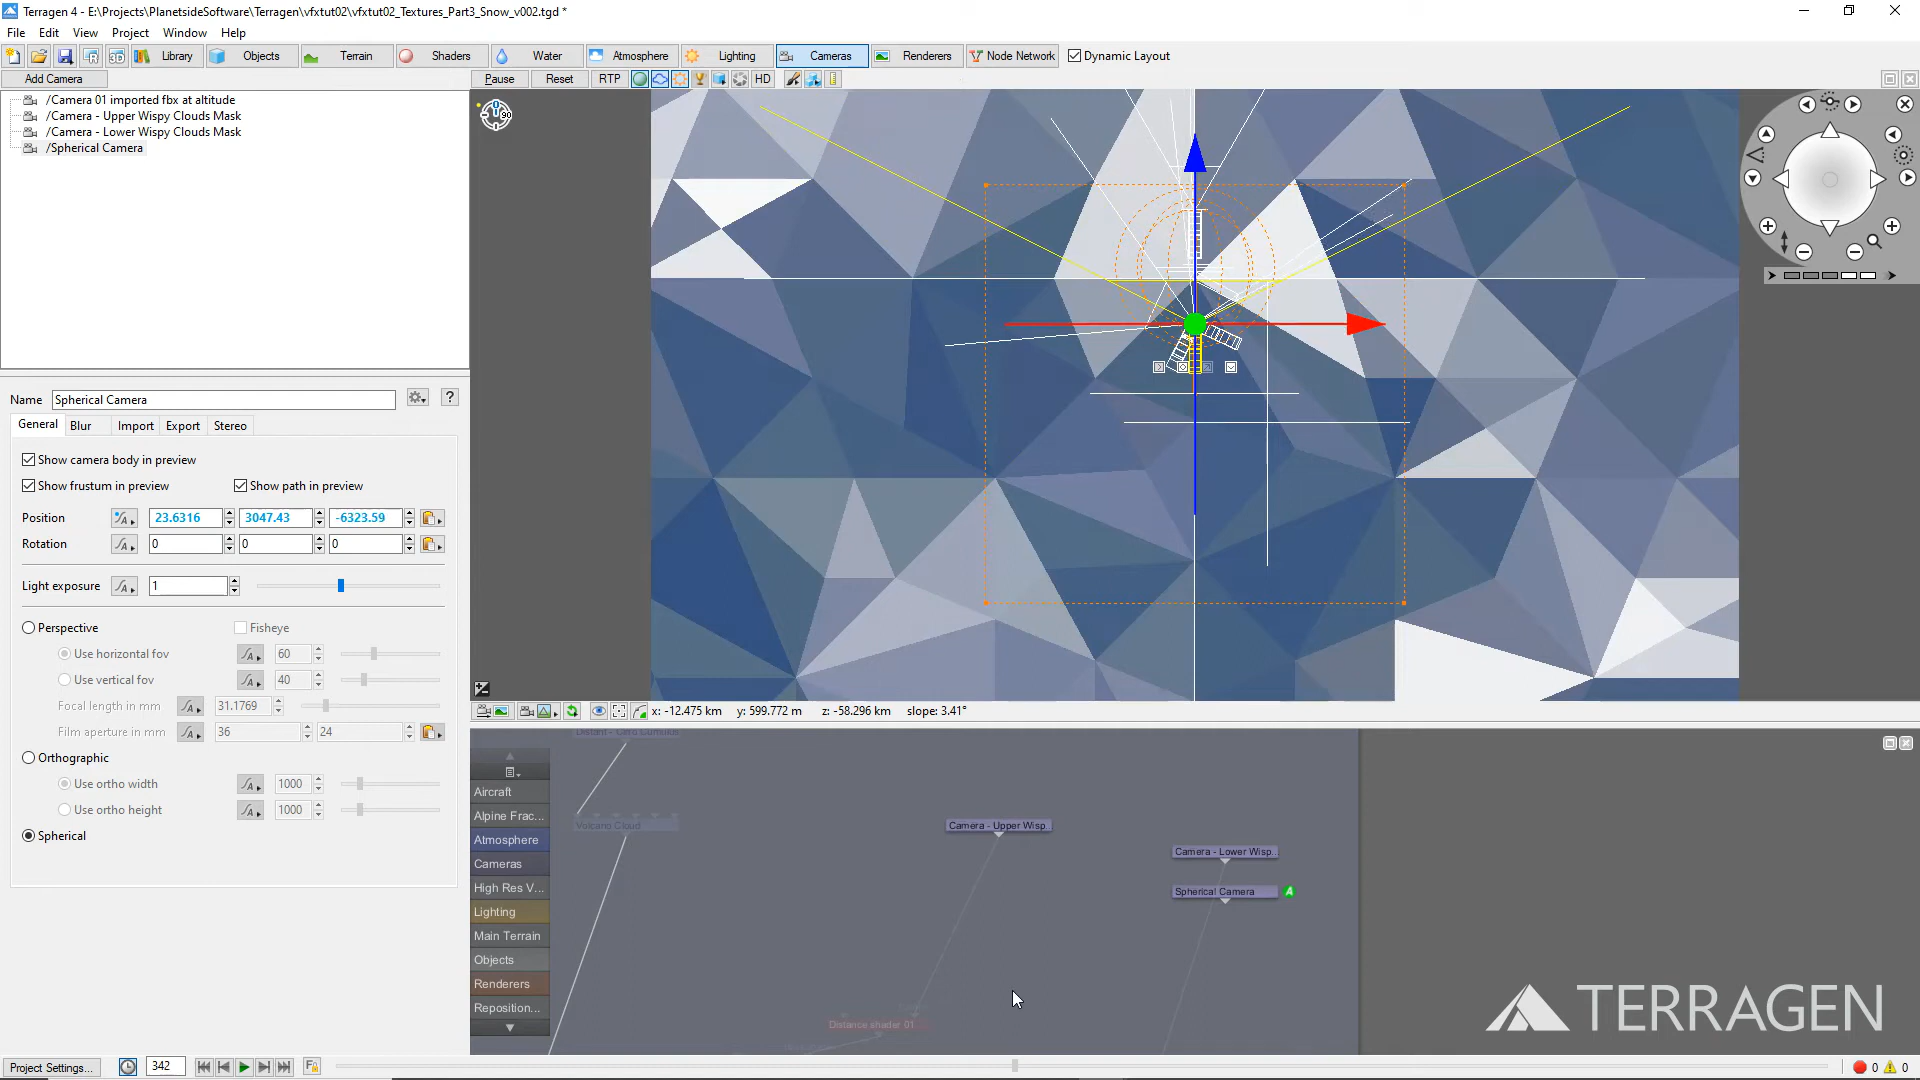 Terragen 4 - E:\Projects\PlanetsideSoftware\Terragen\vfxtut02\vfxtut02_Textures_Part3_Snow_v002.tgd *
File Edit View Project Window Help
Library Objects Terrain Shaders Water Atmosphere Lighting Cameras Renderers Node Network Dynamic Layout
Add Camera
Pause Reset RTP HD
/Camera 01 imported fbx at altitude
/Camera - Upper Wispy Clouds Mask
/Camera - Lower Wispy Clouds Mask
/Spherical Camera
90
Name Spherical Camera ?
General Blur Import Export Stereo
Show camera body in preview
Show frustum in preview Show path in preview
Position 23.6316 3047.43 -6323.59
Rotation 0 0 0
Light exposure 1
Perspective Fisheye
Use horizontal fov 60
Use vertical fov 40
Focal length in mm 31.1769
Film aperture in mm 36 24
Orthographic
Use ortho width 1000
Use ortho height 1000
Spherical
x: -12.475 km y: 599.772 m z: -58.296 km slope: 3.41°
Aircraft
Alpine Frac...
Atmosphere
Cameras
High Res V...
Lighting
Main Terrain
Objects
Renderers
Reposition...
Volcano Cloud
Camera - Upper Wisp..
Camera - Lower Wisp..
Spherical Camera A
Distance shader 01
TERRAGEN
Project Settings... 342 0 0